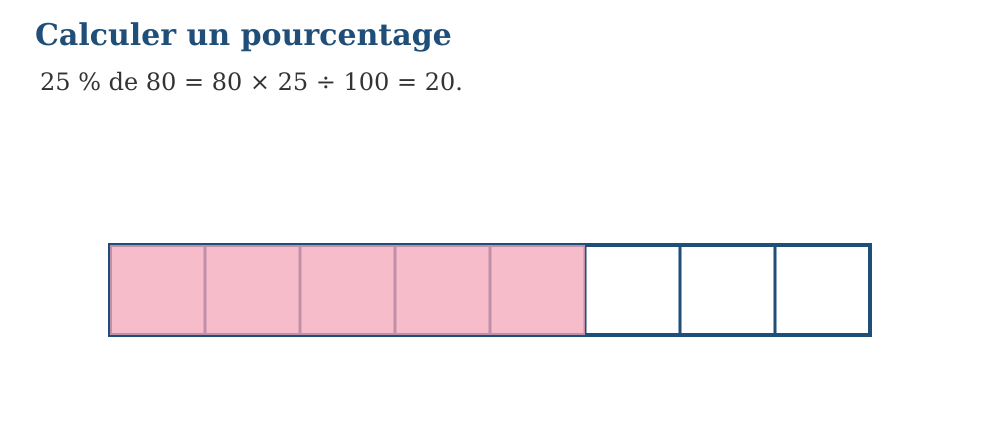 Calculer un pourcentage
25 % de 80 = 80 × 25 ÷ 100 = 20.